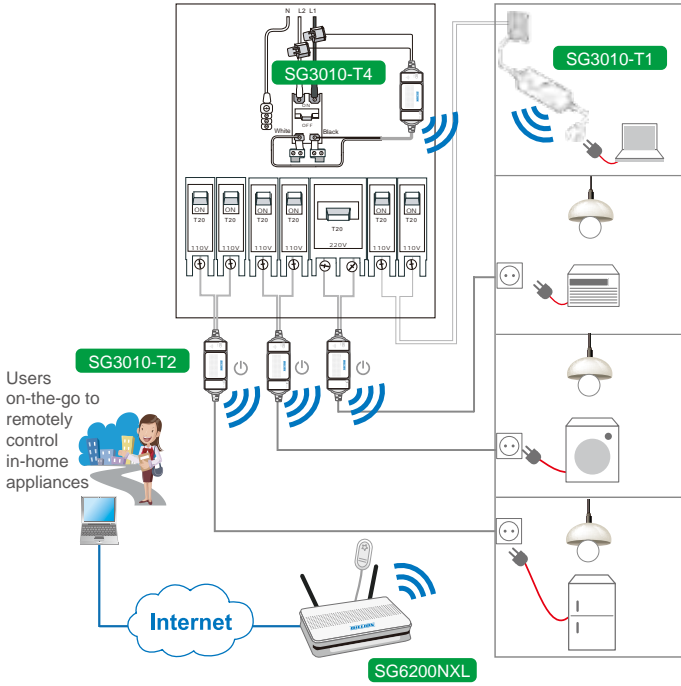 N L2 L1
SG3010-T4
SG3010-T1
ON
OFF
White
Black
ON ON ON ON ON ON
T20 T20 T20 T20 T20 T20 T20
110V 110V 110V 110V 220V 110V 110V
SG3010-T2
Users
on-the-go to
remotely
control
in-home
appliances
Internet
BILLION
SG6200NXL